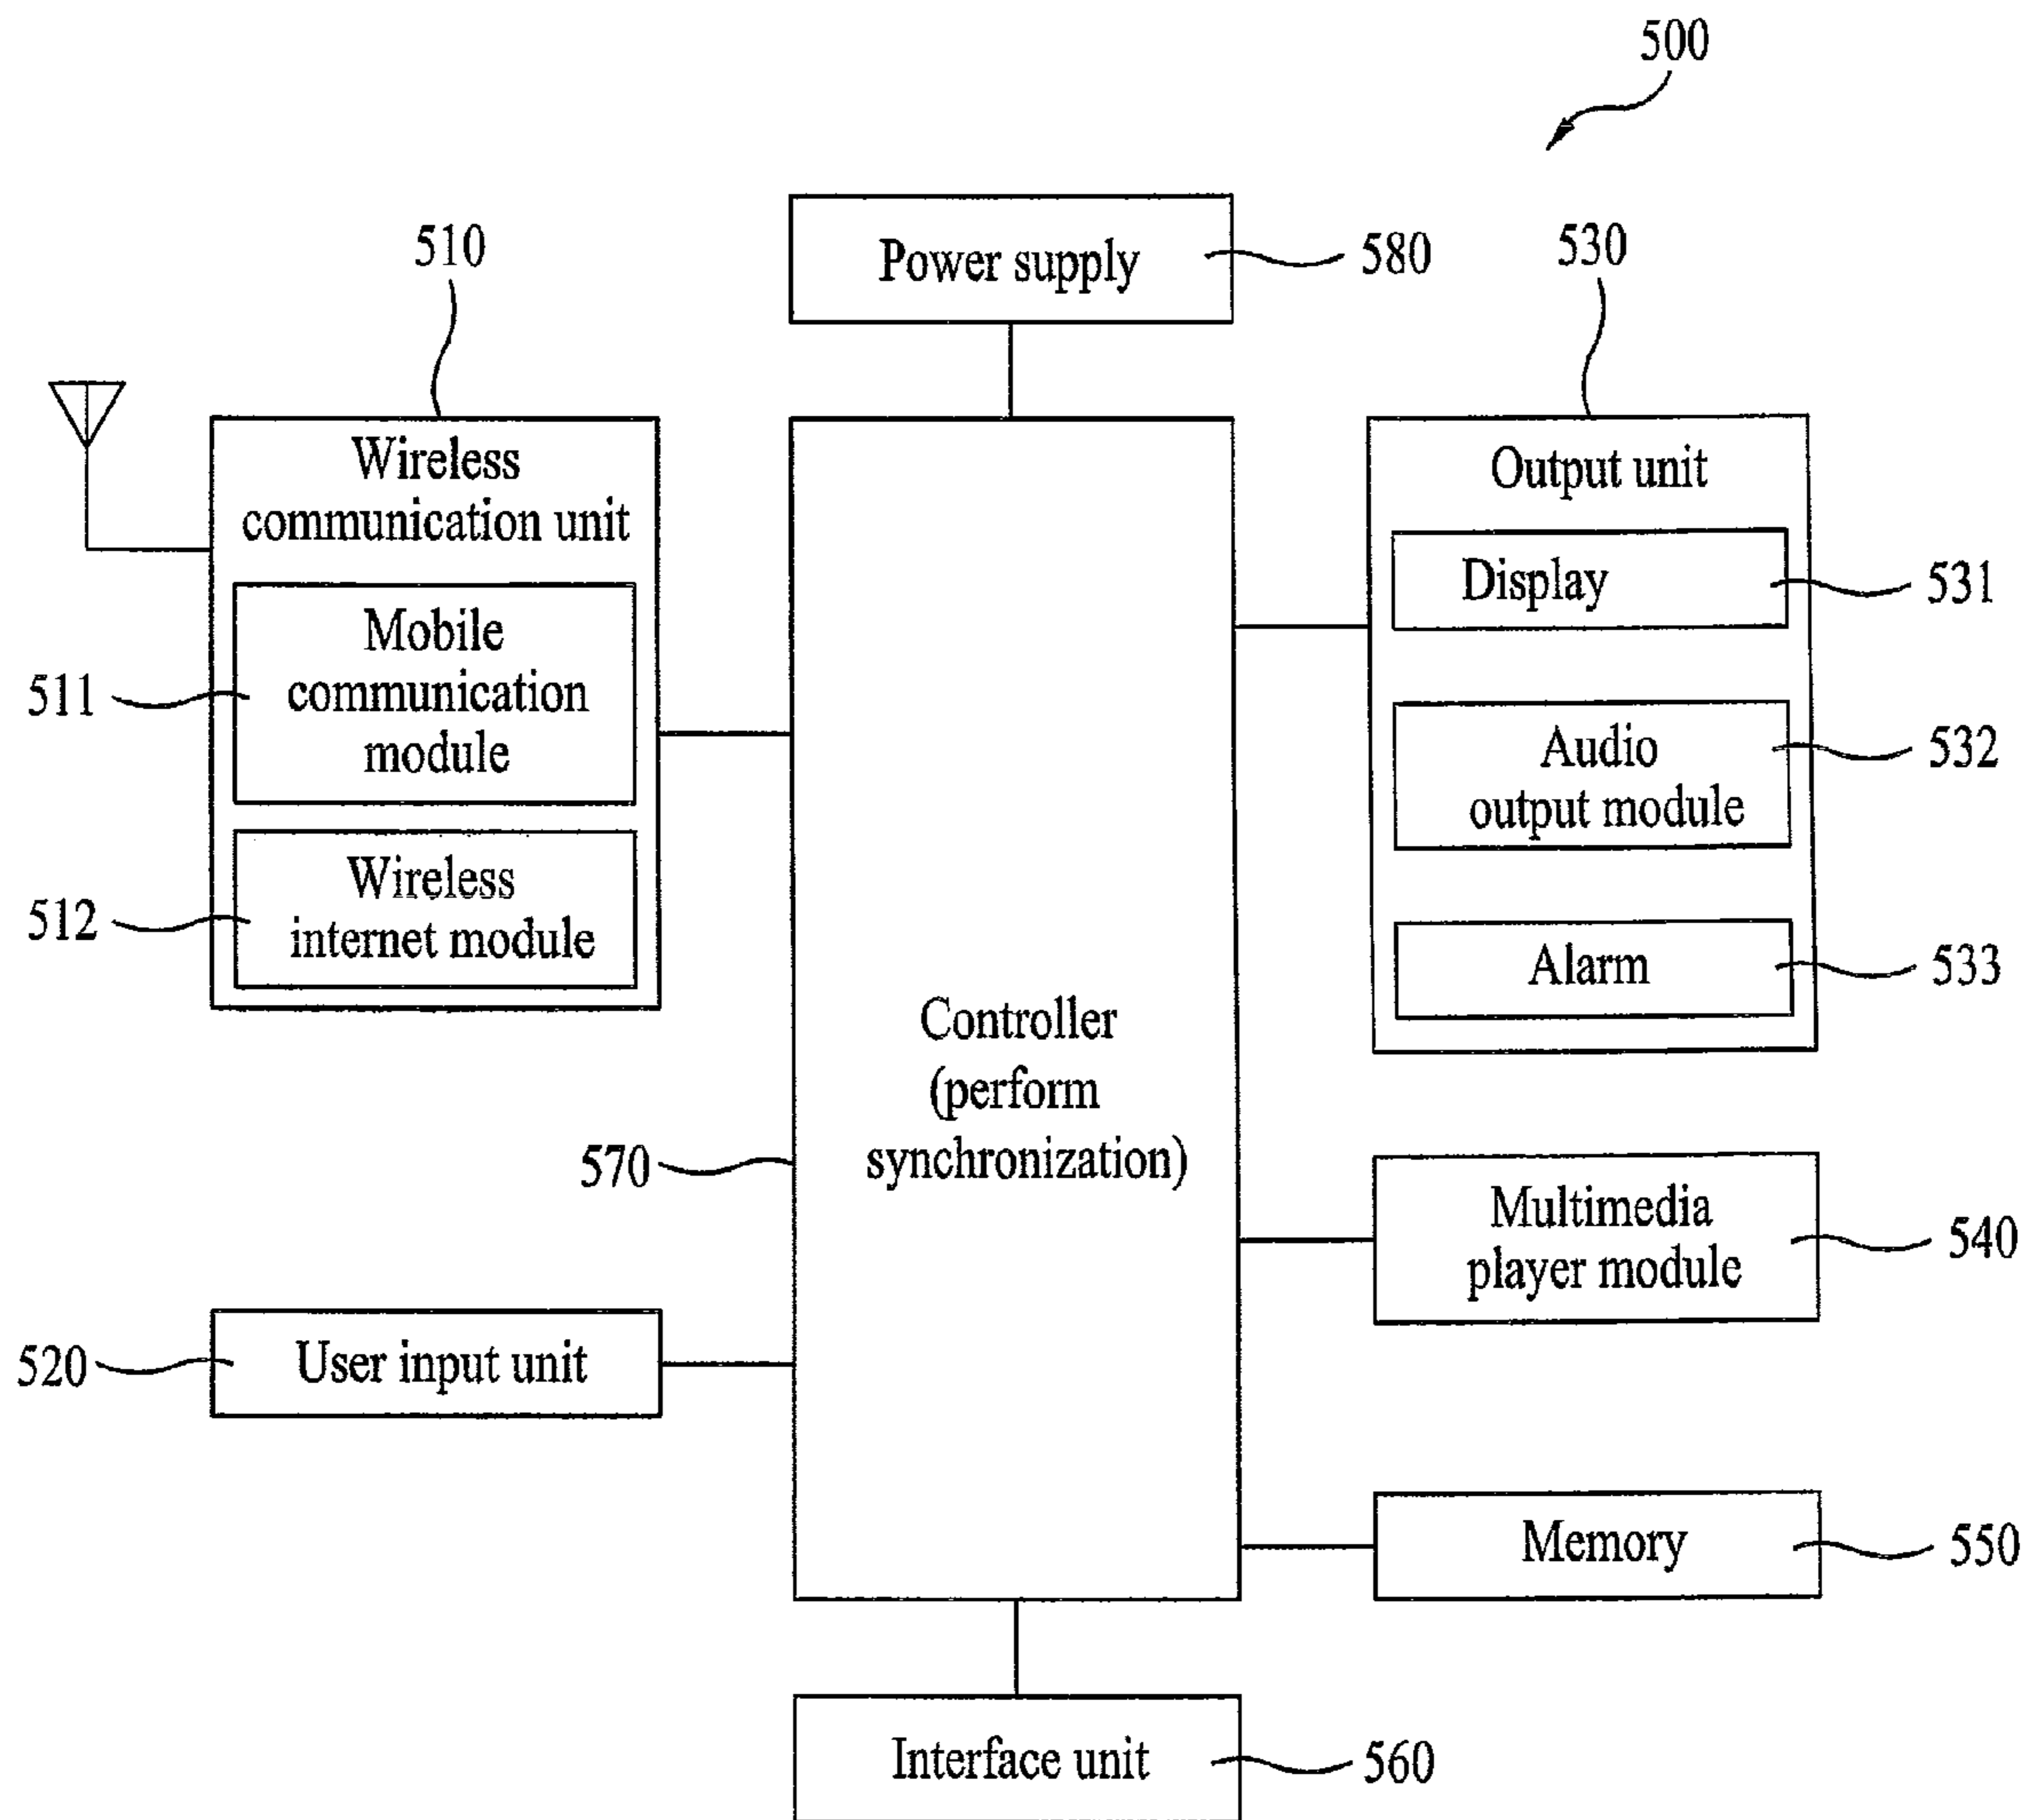 500
Power supply
580
510
530
Wireless
communication unit
Mobile
communication
module
511
Wireless
internet module
512
Output unit
Display
531
Audio
output module
532
Alarm
533
Controller
(perform
synchronization)
570
Multimedia
player module
540
User input unit
520
Memory
550
Interface unit
560